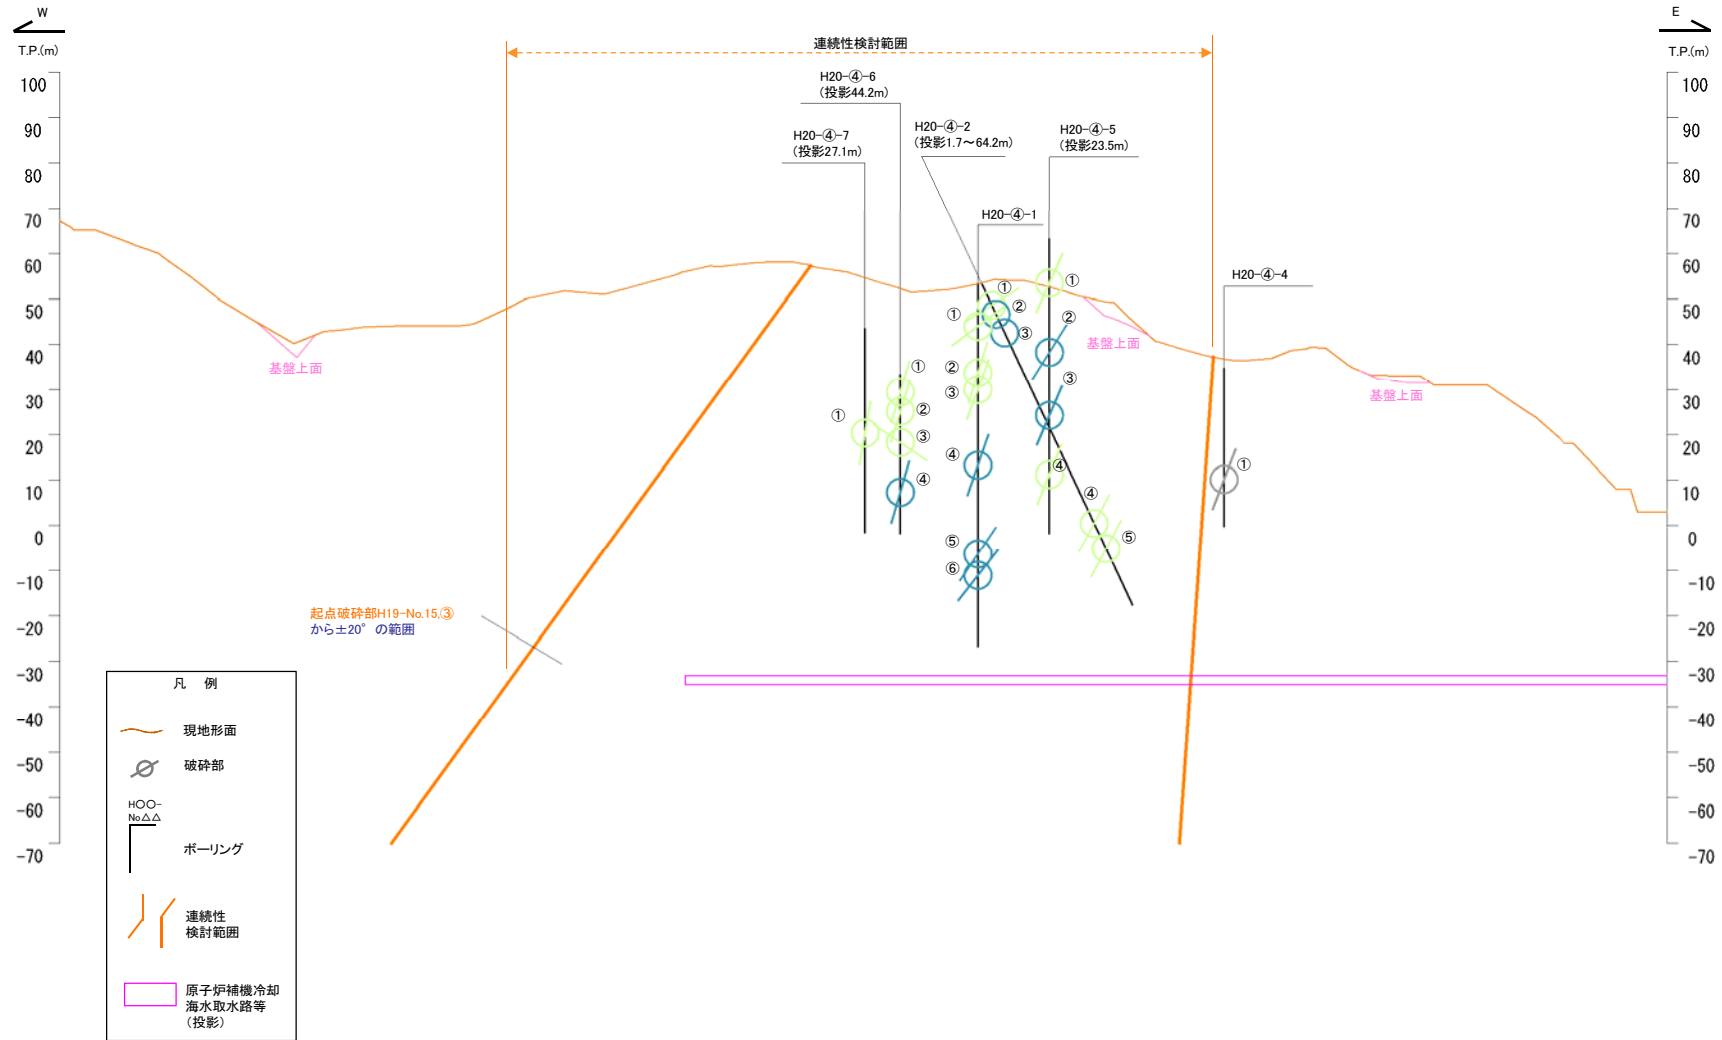 W
E
T.P.(m)
T.P.(m)
連続性検討範囲
H20-④-6
(投影44.2m)
H20-④-7
(投影27.1m)
H20-④-2
(投影1.7～64.2m)
H20-④-5
(投影23.5m)
H20-④-1
H20-④-4
100
90
80
70
60
50
40
30
20
10
0
-10
-20
-30
-40
-50
-60
-70
100
90
80
70
60
50
40
30
20
10
0
-10
-20
-30
-40
-50
-60
-70
基盤上面
基盤上面
基盤上面
①
①
②
③
④
①
②
③
④
⑤
⑥
①
②
③
④
⑤
①
②
③
④
①
起点破砕部H19-No.15.③
から±20°の範囲
凡 例
現地形面
破砕部
H○○-
No△△
ボーリング
連続性
検討範囲
原子炉補機冷却
海水取水路等
(投影)